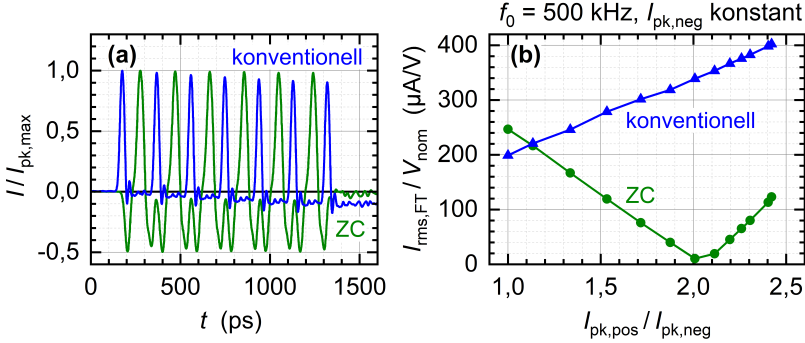 f₀ = 500 kHz, Iₚₖ,ₙₑg konstant
(a)
konventionell
ZC
1,0
0,5
0,0
-0,5
I / Ipk,max
0
500
1000
1500
t (ps)
(b)
konventionell
ZC
400
300
200
100
0
Irms,FT / Vnom (µA/V)
1,0
1,5
2,0
2,5
Ipk,pos / Ipk,neg